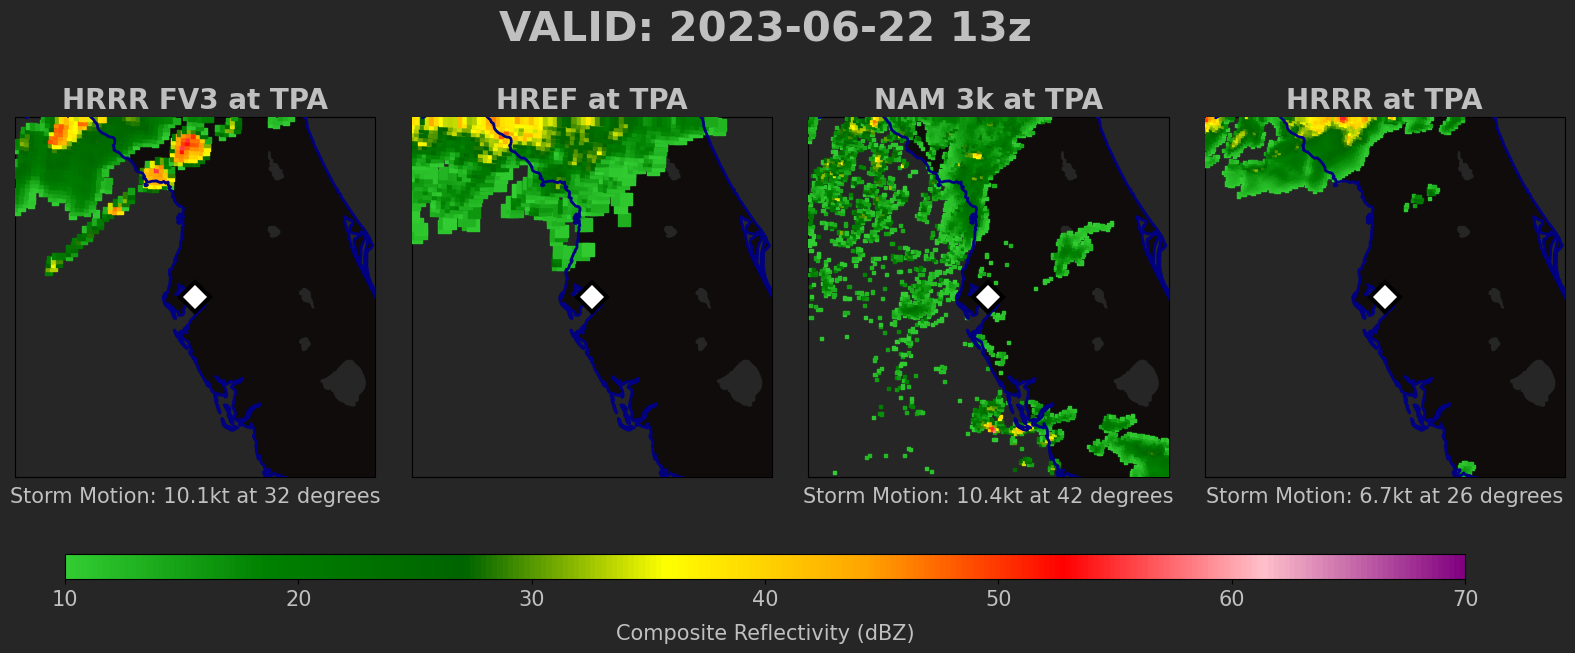 VALID: 2023-06-22 13z
HRRR FV3 at TPA
HREF at TPA
NAM 3k at TPA
HRRR at TPA
Storm Motion: 10.1kt at 32 degrees
Storm Motion: 10.4kt at 42 degrees
Storm Motion: 6.7kt at 26 degrees
10 20 30 40 50 60 70
Composite Reflectivity (dBZ)